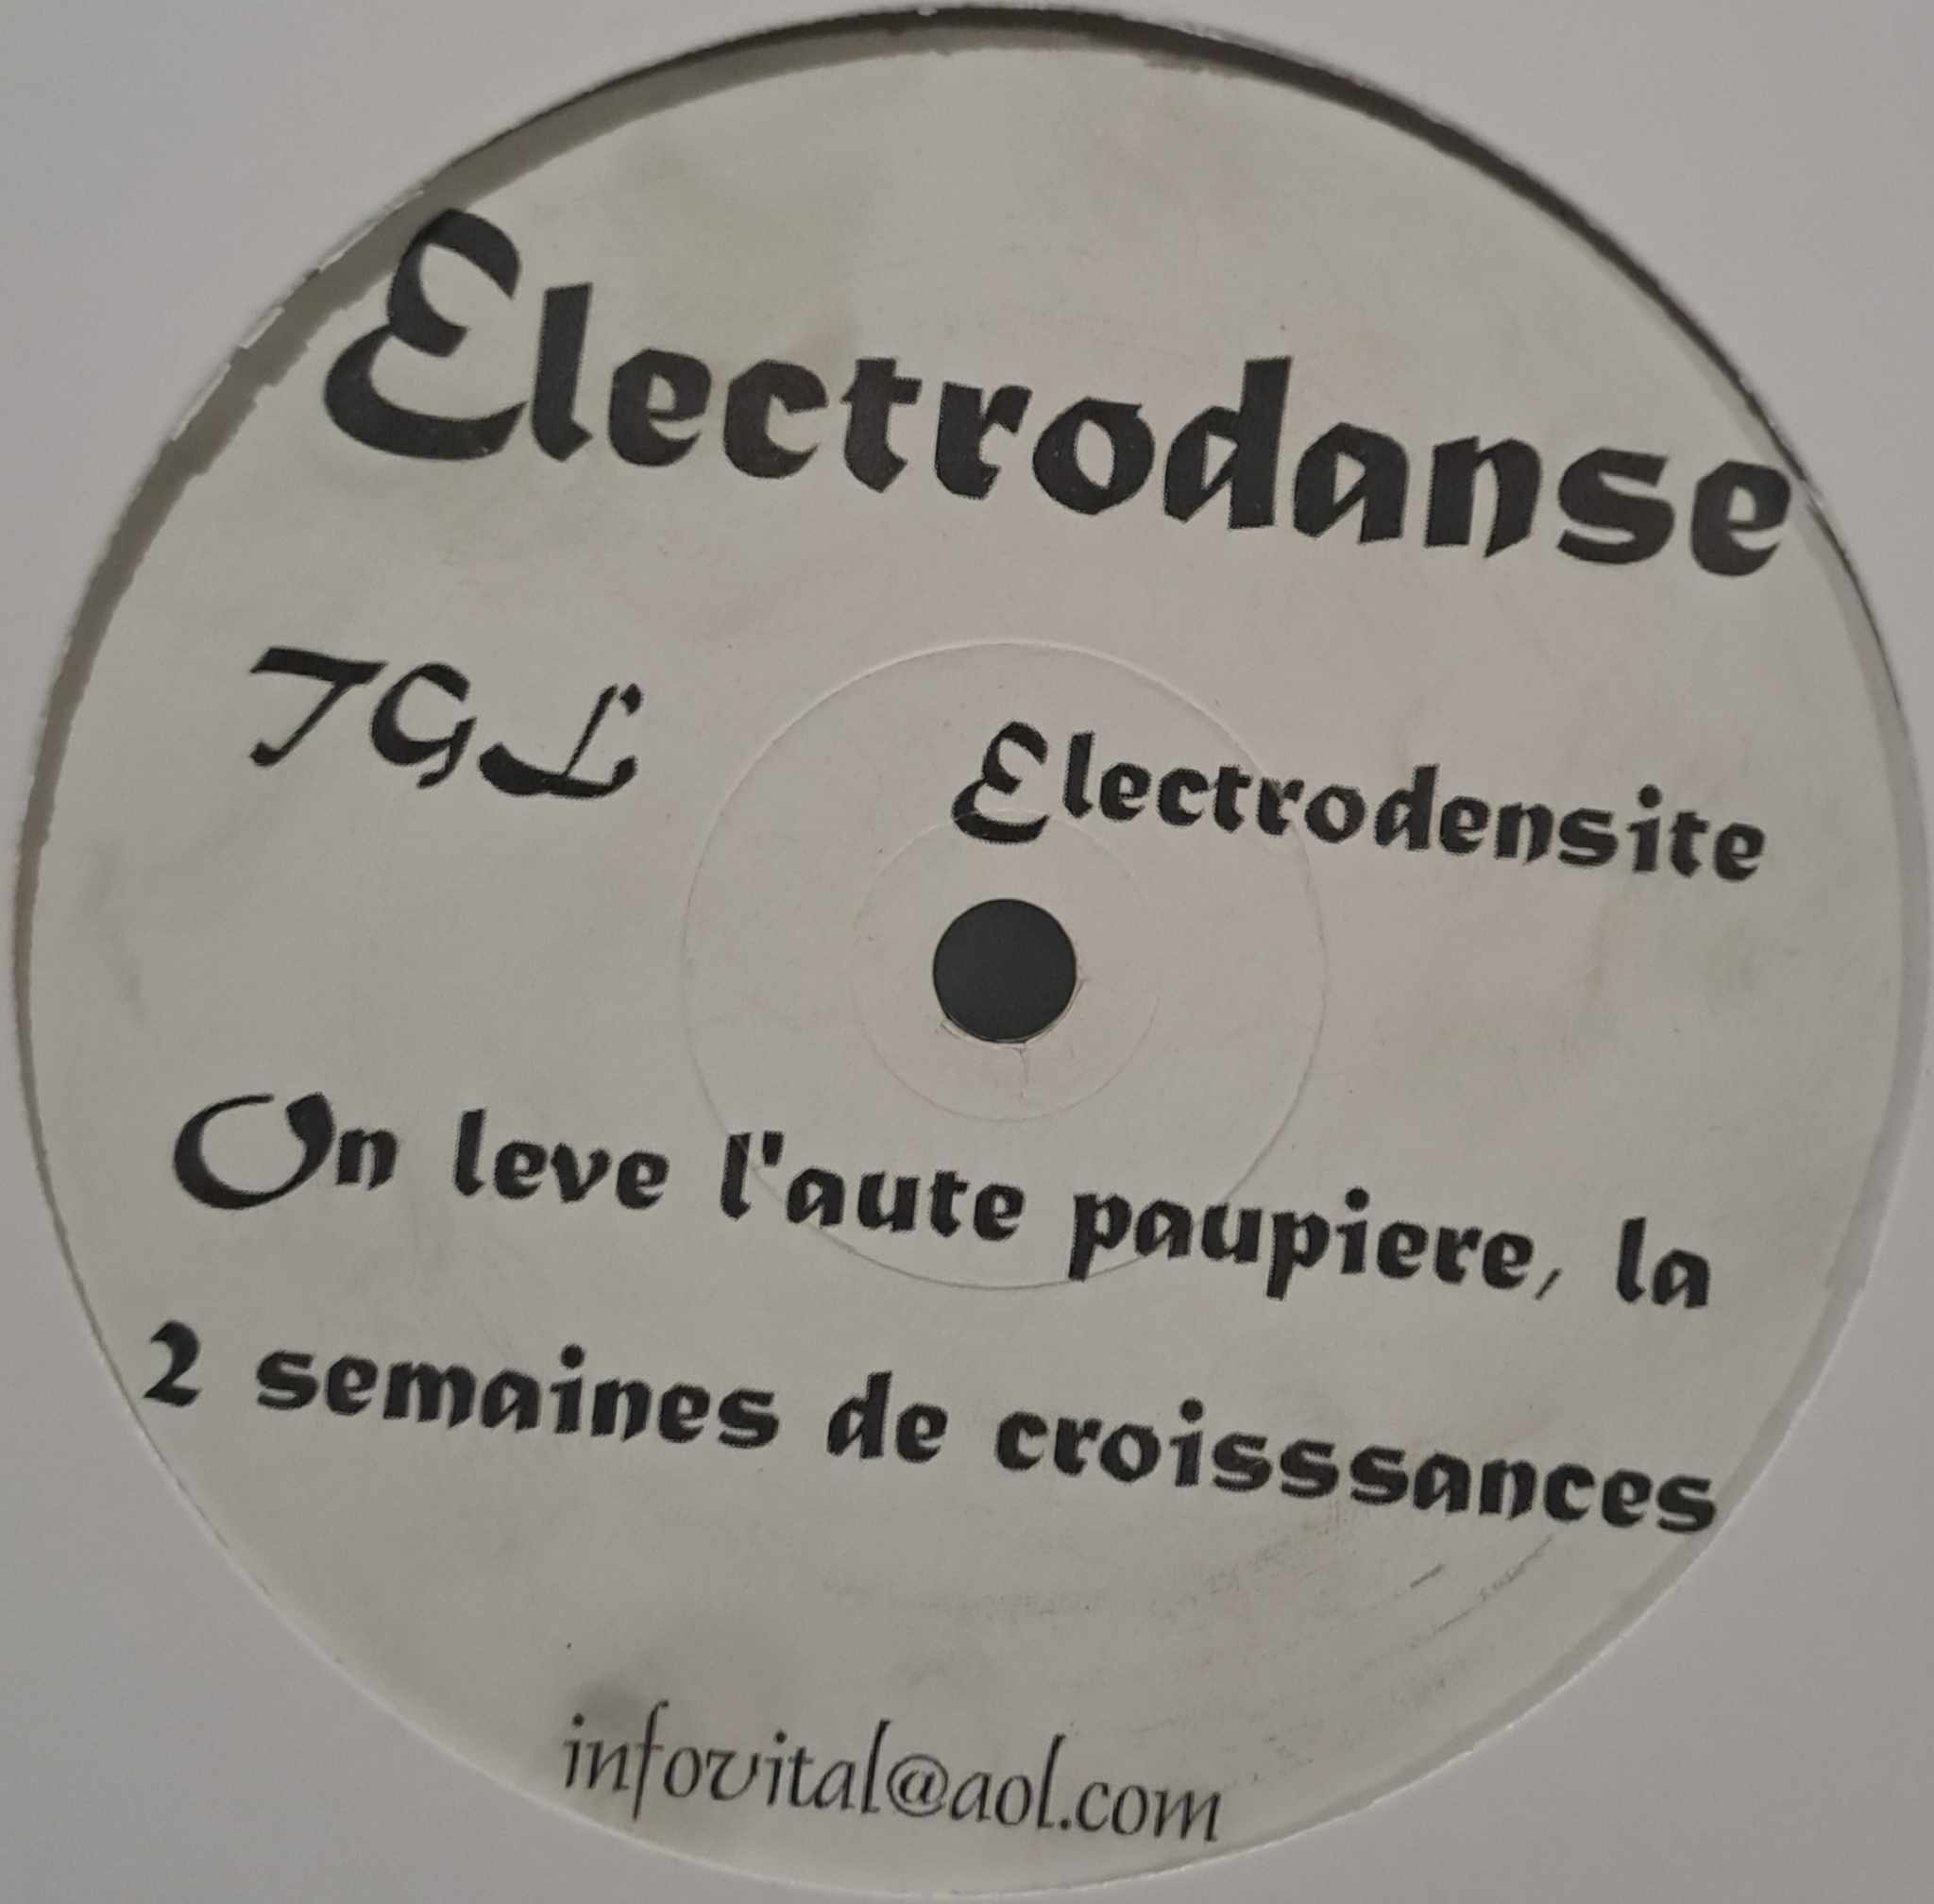 Electrodanse
TGL
Electrodensite
On leve l'aute paupiere, la
2 semaines de croisssances
infovital@aol.com